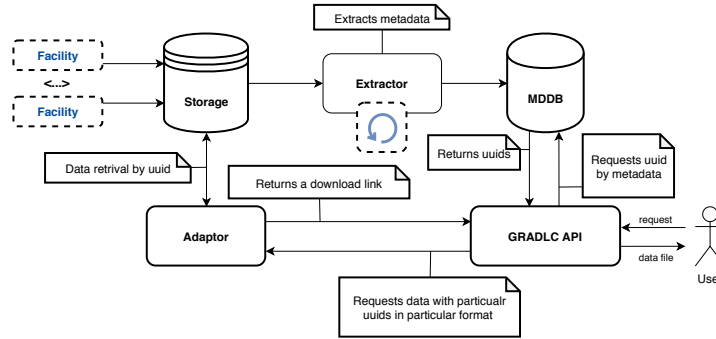 Extracts metadata
Facility
<...>
Facility
Storage
Extractor
MDDB
Data retrival by uuid
Returns uuids
Requests uuid
by metadata
Returns a download link
Adaptor
GRADLC API
request
data file
Use
Requests data with particualr
uuids in particular format